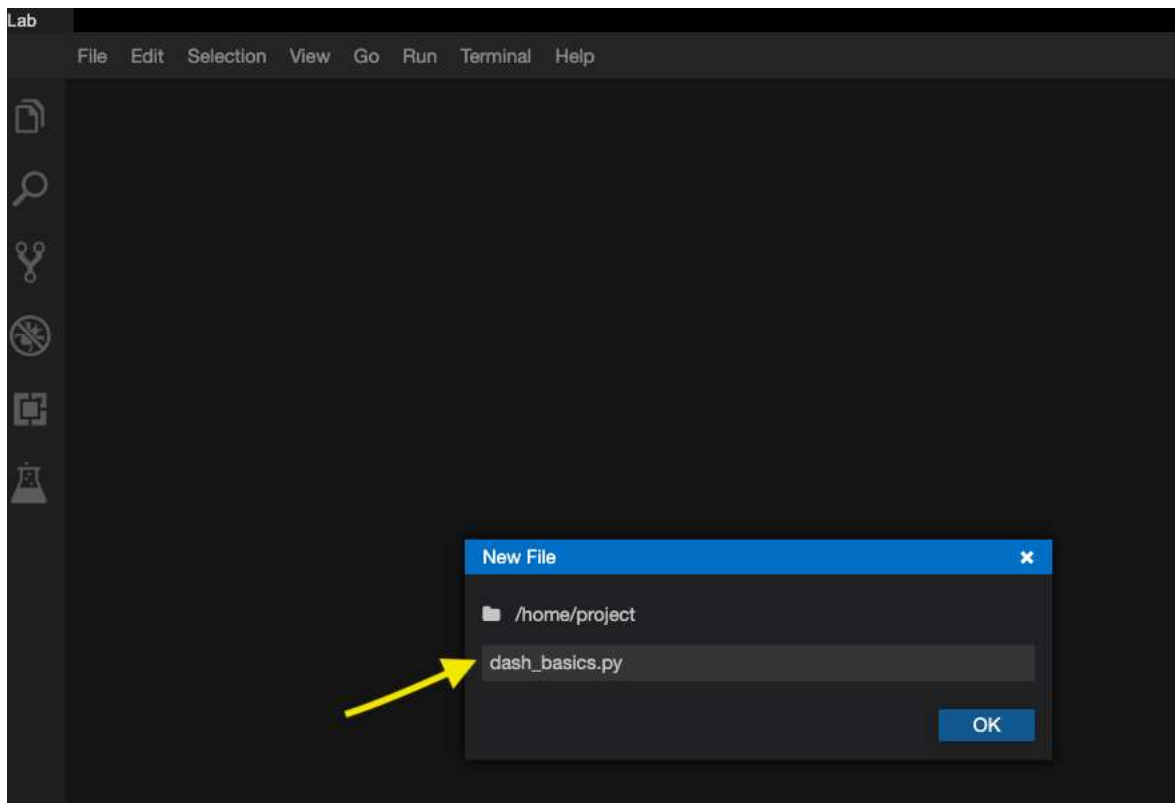 Lab
File Edit Selection View Go Run Terminal Help
New File
/home/project
dash_basics.py
OK